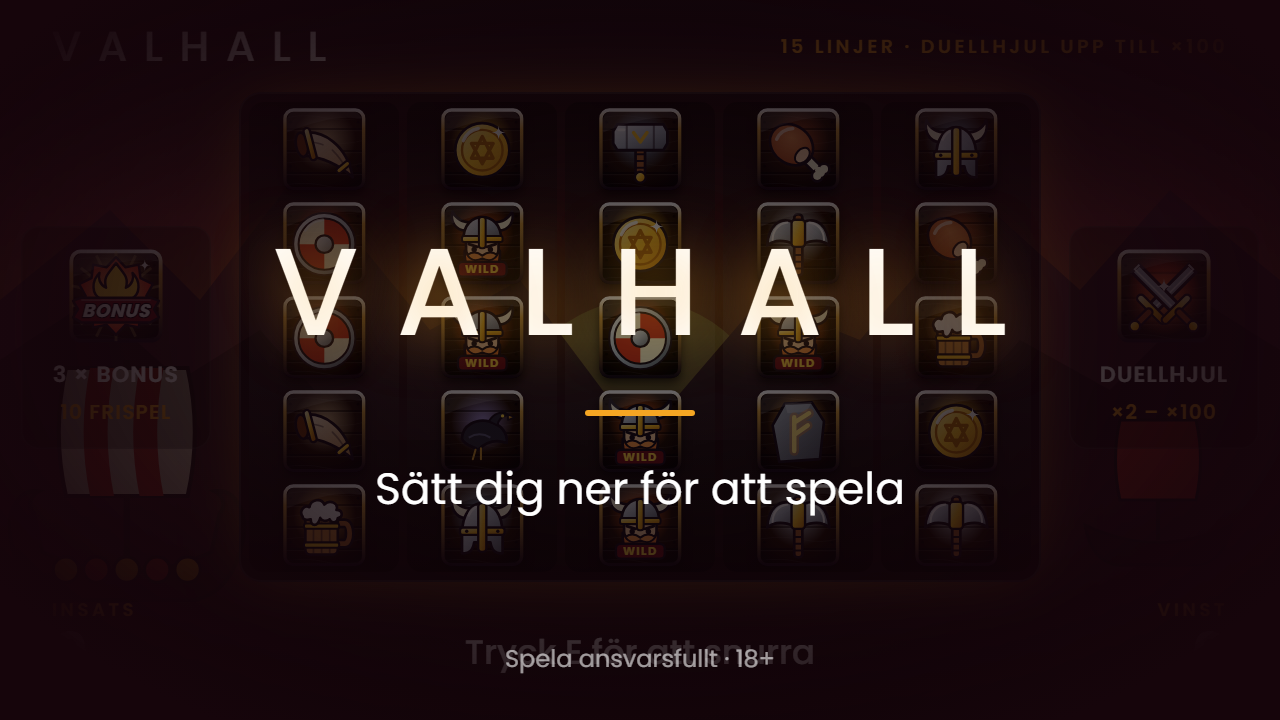 VALHALL
15 LINJER · DUELLHJUL UPP TILL ×100
WILD
BONUS
VALHALL
WILD
WILD
3 × BONUS
10 FRISPEL
DUELLHJUL
×2 – ×100
WILD
Sätt dig ner för att spela
WILD
INSATS
VINST
Tryck E för att snurra
Spela ansvarsfullt · 18+